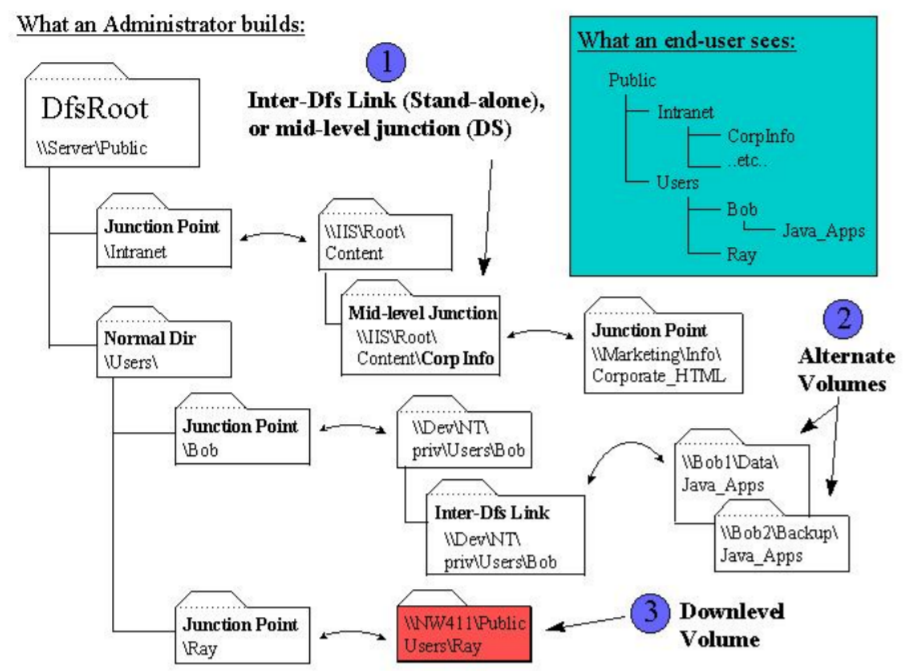 What an Administrator builds:
DfsRoot
\\Server\Public
1
Inter-Dfs Link (Stand-alone),
or mid-level junction (DS)
What an end-user sees:
Public
Intranet
CorpInfo
..etc..
Users
Bob
Java_Apps
Ray
Junction Point
\Intranet
\\IIS\Root\
Content
Mid-level Junction
\\IIS\Root\
Content\Corp Info
Junction Point
\\Marketing\Info\
Corporate_HTML
2
Alternate
Volumes
Normal Dir
\Users\
Junction Point
\Bob
\\Dev\NT\
priv\Users\Bob
Inter-Dfs Link
\\Dev\NT\
priv\Users\Bob
\\Bob1\Data\
Java_Apps
\\Bob2\Backup\
Java_Apps
Junction Point
\Ray
\\NW411\Public
Users\Ray
3
Downlevel
Volume